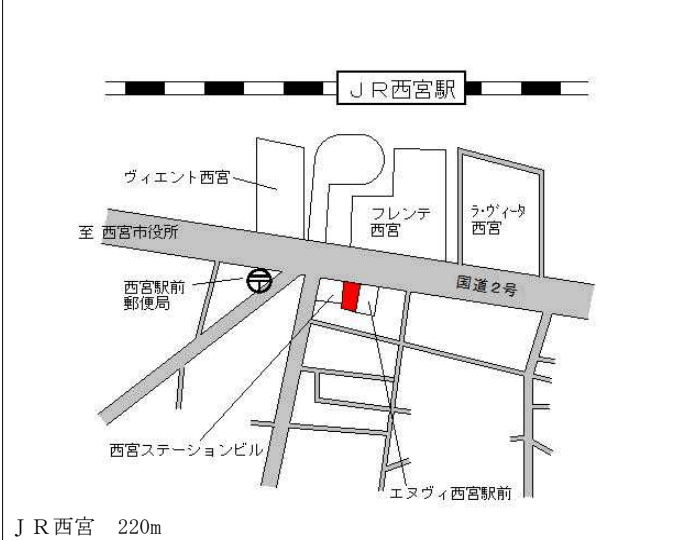 ＪＲ西宮駅
ヴィエント西宮
フレンテ
西宮
ラ・ヴィータ
西宮
至 西宮市役所
国道２号
西宮駅前
郵便局
西宮ステーションビル
エヌヴィ西宮駅前
ＪＲ西宮　220m